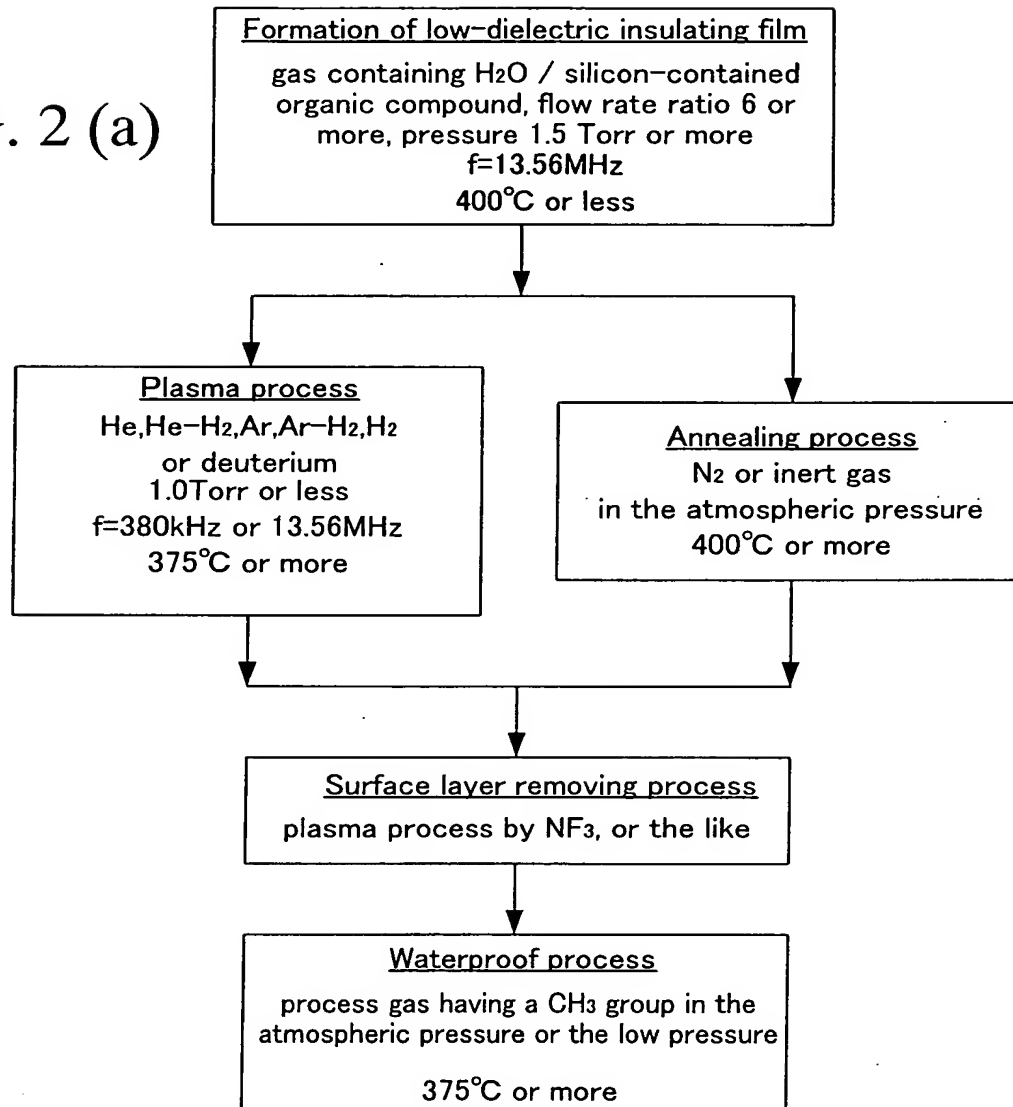 . 2 (a)
Formation of low-dielectric insulating film
gas containing H2O / silicon-contained
organic compound, flow rate ratio 6 or
more, pressure 1.5 Torr or more
f=13.56MHz
400°C or less
Plasma process
He,He-H2,Ar,Ar-H2,H2
or deuterium
1.0Torr or less
f=380kHz or 13.56MHz
375°C or more
Annealing process
N2 or inert gas
in the atmospheric pressure
400°C or more
Surface layer removing process
plasma process by NF3, or the like
Waterproof process
process gas having a CH3 group in the
atmospheric pressure or the low pressure
375°C or more